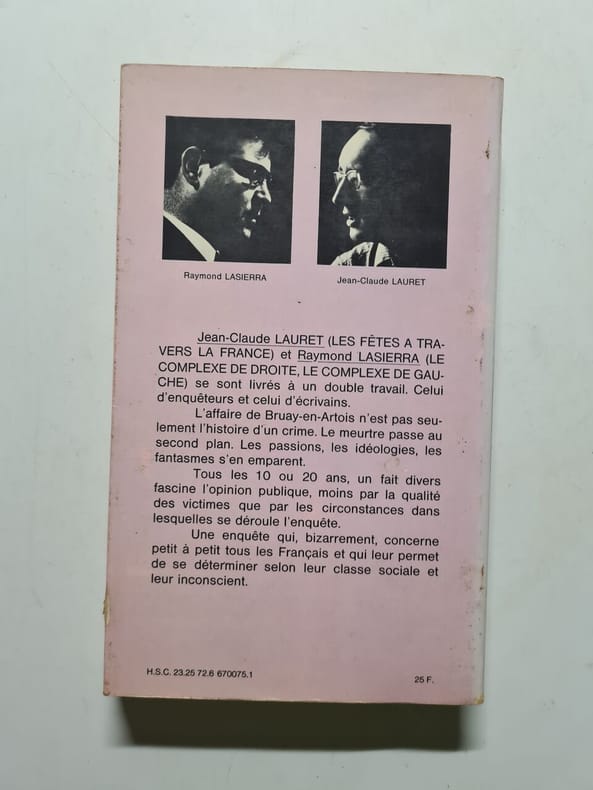 Raymond LASIERRA
Jean-Claude LAURET
Jean-Claude LAURET (LES FÊTES A TRA-
VERS LA FRANCE) et Raymond LASIERRA (LE
COMPLEXE DE DROITE, LE COMPLEXE DE GAU-
CHE) se sont livrés à un double travail. Celui
d'enquêteurs et celui d'écrivains.
L'affaire de Bruay-en-Artois n'est pas seu-
lement l'histoire d'un crime. Le meurtre passe au
second plan. Les passions, les idéologies, les
fantasmes s'en emparent.
Tous les 10 ou 20 ans, un fait divers
fascine l'opinion publique, moins par la qualité
des victimes que par les circonstances dans
lesquelles se déroule l'enquête.
Une enquête qui, bizarrement, concerne
petit à petit tous les Français et qui leur permet
de se déterminer selon leur classe sociale et
leur inconscient.
H.S.C. 23.25 72.6 670075.1
25 F.